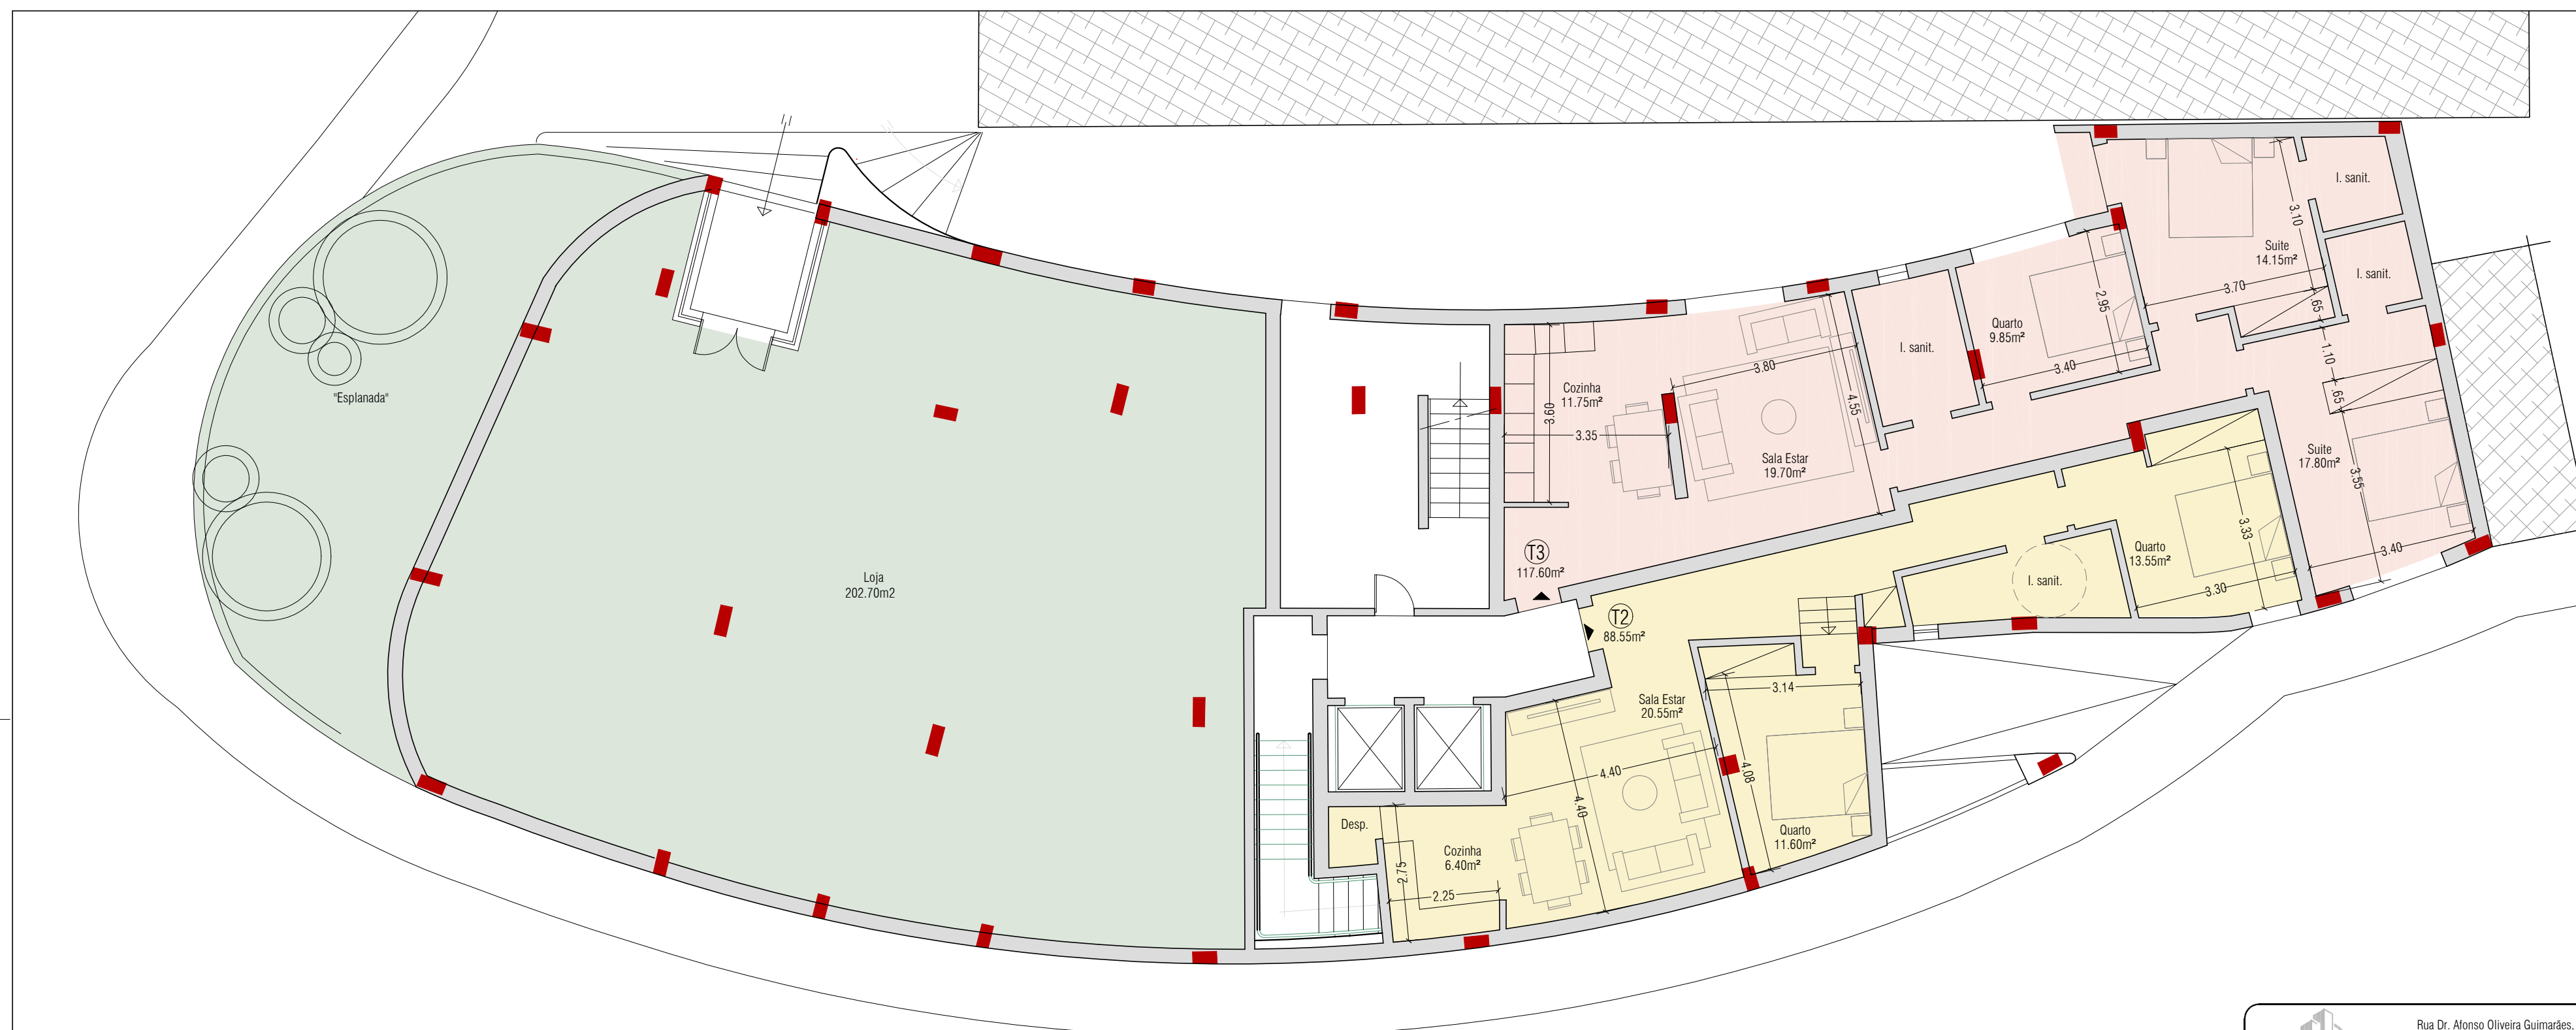 "Esplanada"
Loja
202.70m2
Cozinha
11.75m²
3.60
3.35
Sala Estar
19.70m²
3.80
4.55
T3
117.60m²
I. sanit.
Quarto
9.85m²
2.95
3.40
Suite
14.15m²
3.10
3.70
.65
I. sanit.
I. sanit.
1.10
.65
Suite
17.80m²
3.55
3.40
T2
88.55m²
Sala Estar
20.55m²
4.40
4.40
Desp.
Cozinha
6.40m²
2.75
2.25
Quarto
11.60m²
3.14
4.08
I. sanit.
Quarto
13.55m²
3.33
3.30
Rua Dr. Afonso Oliveira Guimarães,